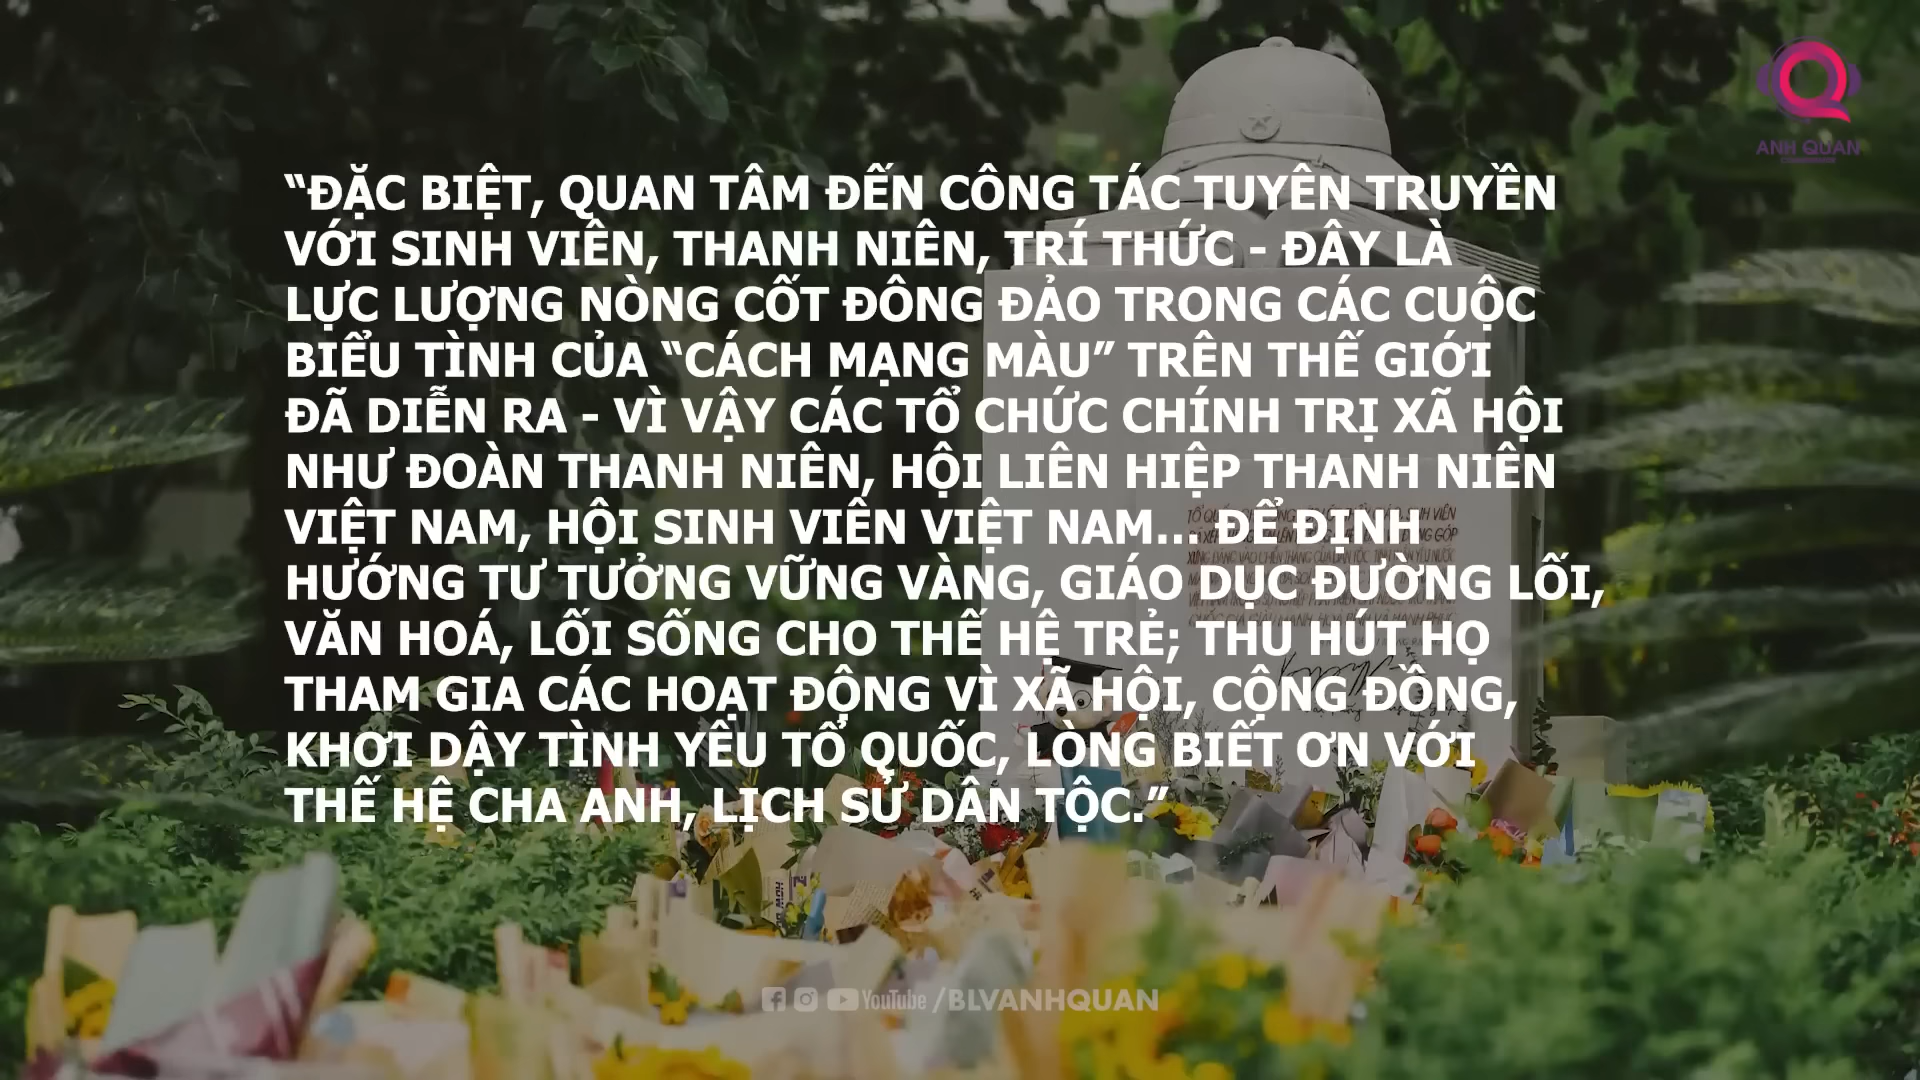 ANH QUAN
“ĐẶC BIỆT, QUAN TÂM ĐẾN CÔNG TÁC TUYÊN TRUYỀN
VỚI SINH VIÊN, THANH NIÊN, TRÍ THỨC - ĐÂY LÀ
LỰC LƯỢNG NÒNG CỐT ĐÔNG ĐẢO TRONG CÁC CUỘC
BIỂU TÌNH CỦA “CÁCH MẠNG MÀU” TRÊN THẾ GIỚI
ĐÃ DIỄN RA - VÌ VẬY CÁC TỔ CHỨC CHÍNH TRỊ XÃ HỘI
NHƯ ĐOÀN THANH NIÊN, HỘI LIÊN HIỆP THANH NIÊN
VIỆT NAM, HỘI SINH VIÊN VIỆT NAM... ĐỂ ĐỊNH
HƯỚNG TƯ TƯỞNG VỮNG VÀNG, GIÁO DỤC ĐƯỜNG LỐI,
VĂN HOÁ, LỐI SỐNG CHO THẾ HỆ TRẺ; THU HÚT HỌ
THAM GIA CÁC HOẠT ĐỘNG VÌ XÃ HỘI, CỘNG ĐỒNG,
KHƠI DẬY TÌNH YÊU TỔ QUỐC, LÒNG BIẾT ƠN VỚI
THẾ HỆ CHA ANH, LỊCH SỬ DÂN TỘC.”
YouTube /BLVANHQUAN